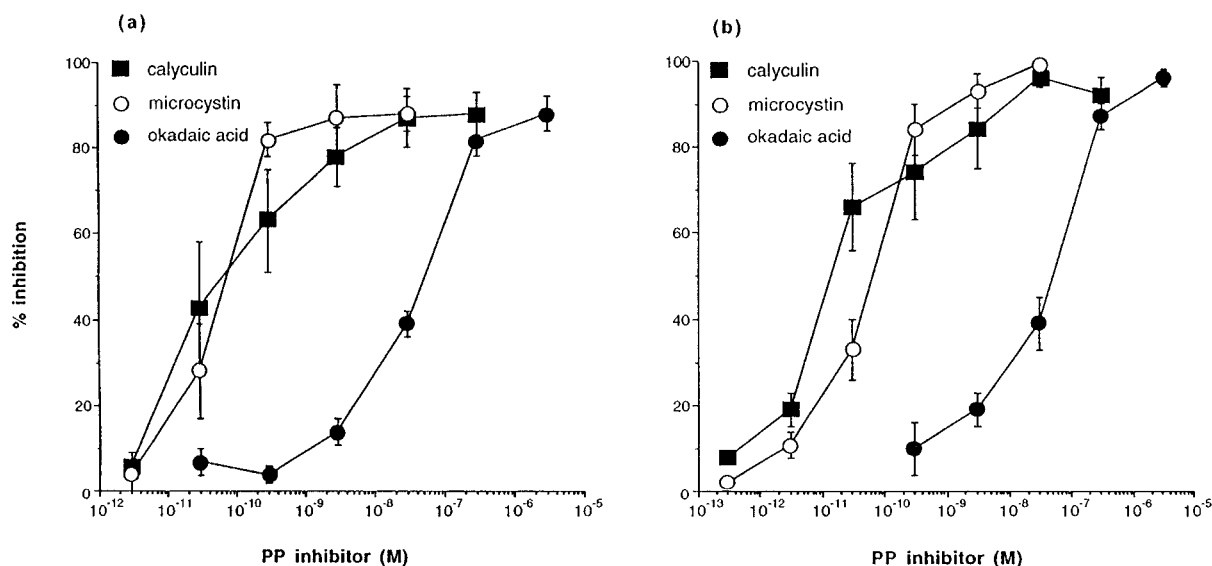 (a)
calyculin
microcystin
okadaic acid
% inhibition
100
80
60
40
20
0
10-12 10-11 10-10 10-9 10-8 10-7 10-6 10-5
PP inhibitor (M)
(b)
calyculin
microcystin
okadaic acid
100
80
60
40
20
0
10-13 10-12 10-11 10-10 10-9 10-8 10-7 10-6 10-5
PP inhibitor (M)